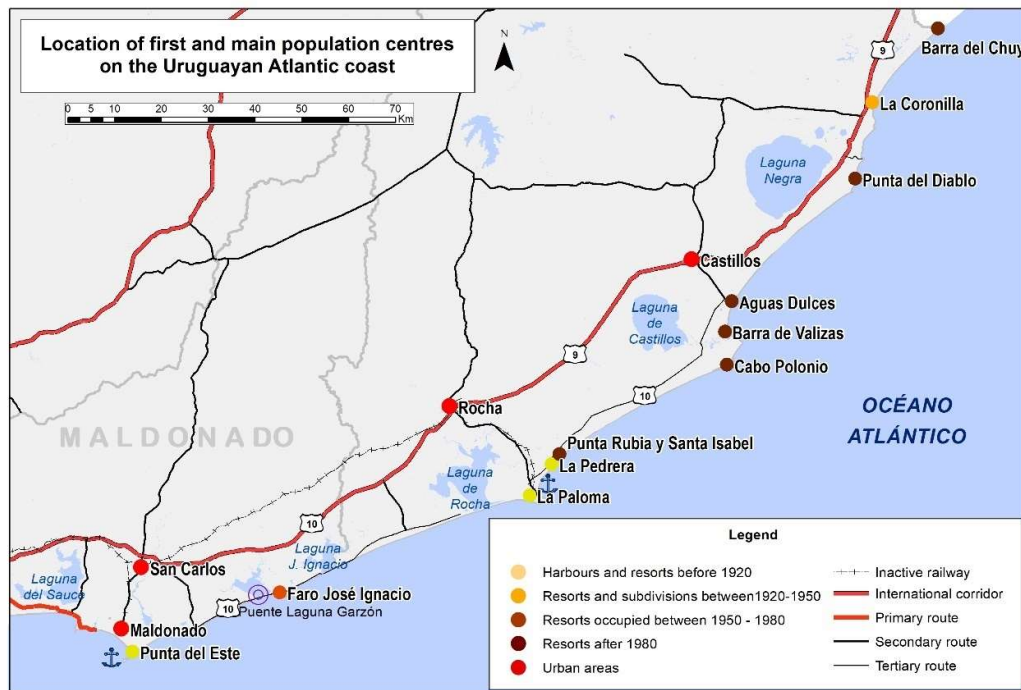 Location of first and main population centres
on the Uruguayan Atlantic coast
0 5 10 20 30 40 50 60 70
Km
N
9
Barra del Chuy
La Coronilla
Laguna
Negra
Punta del Diablo
Castillos
Aguas Dulces
Laguna
de
Castillos
Barra de Valizas
9
Cabo Polonio
10
Rocha
OCÉANO
ATLÁNTICO
MALDONADO
Punta Rubia y Santa Isabel
La Pedrera
Laguna
de
Rocha
La Paloma
10
Laguna
J. Ignacio
San Carlos
Laguna
del Sauce
Faro José Ignacio
10
Puente Laguna Garzón
Maldonado
Punta del Este
Legend
Harbours and resorts before 1920
Resorts and subdivisions between1920-1950
Resorts occupied between 1950 - 1980
Resorts after 1980
Urban areas
Inactive railway
International corridor
Primary route
Secondary route
Tertiary route